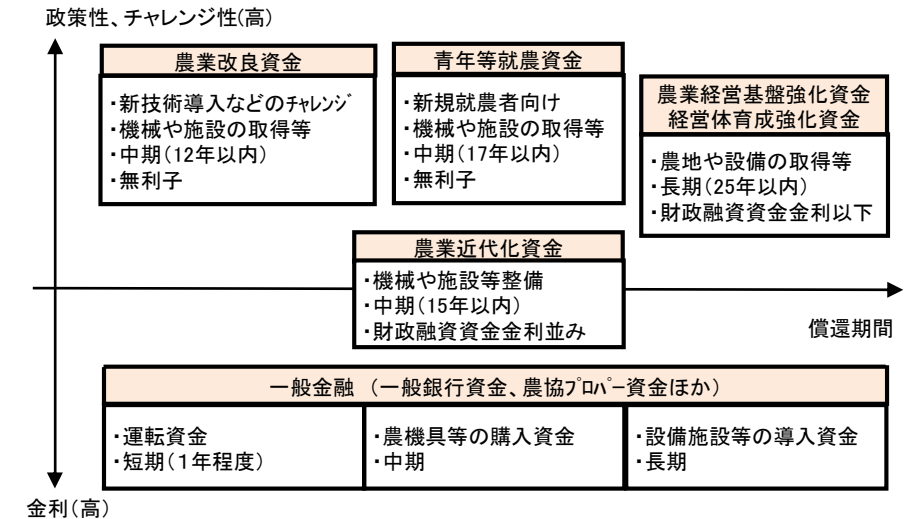 政策性、チャレンジ性(高)
農業改良資金
・新技術導入などのﾁｬﾚﾝｼﾞ
・機械や施設の取得等
・中期(12年以内)
・無利子
青年等就農資金
・新規就農者向け
・機械や施設の取得等
・中期(17年以内)
・無利子
農業経営基盤強化資金
経営体育成強化資金
・農地や設備の取得等
・長期(25年以内)
・財政融資資金金利以下
農業近代化資金
・機械や施設等整備
・中期(15年以内)
・財政融資資金金利並み
償還期間
一般金融 (一般銀行資金、農協ﾌﾟﾛﾊﾟｰ資金ほか)
・運転資金
・短期(１年程度)
・農機具等の購入資金
・中期
・設備施設等の導入資金
・長期
金利(高)